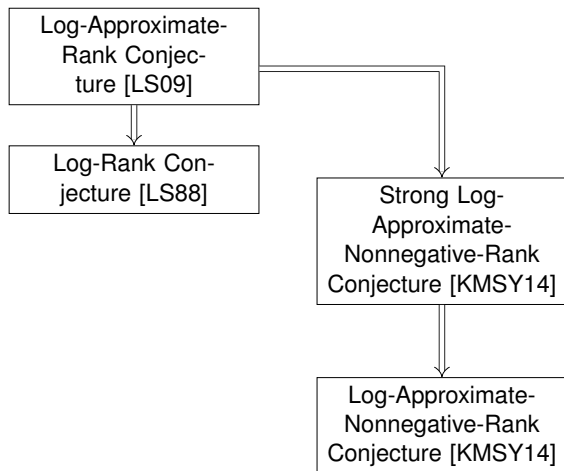 Log-Approximate-
Rank Conjec-
ture [LS09]
Log-Rank Con-
jecture [LS88]
Strong Log-
Approximate-
Nonnegative-Rank
Conjecture [KMSY14]
Log-Approximate-
Nonnegative-Rank
Conjecture [KMSY14]